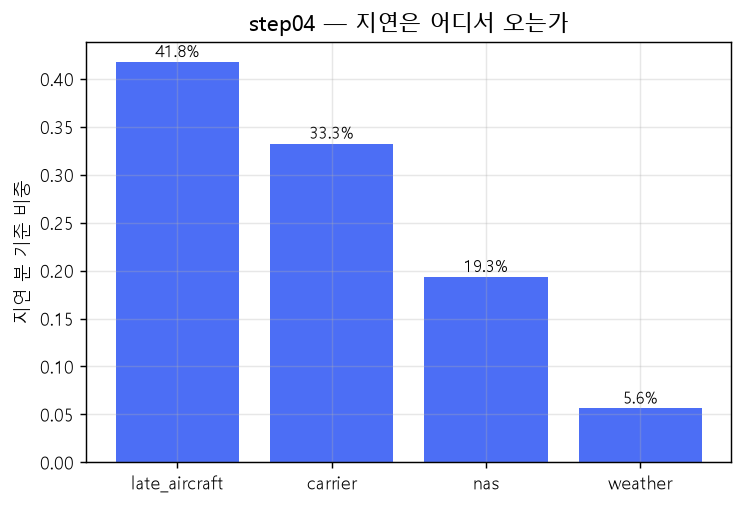 step04 — 지연은 어디서 오는가
지연 분 기준 비중
0.40
0.35
0.30
0.25
0.20
0.15
0.10
0.05
0.00
41.8%
33.3%
19.3%
5.6%
late_aircraft
carrier
nas
weather